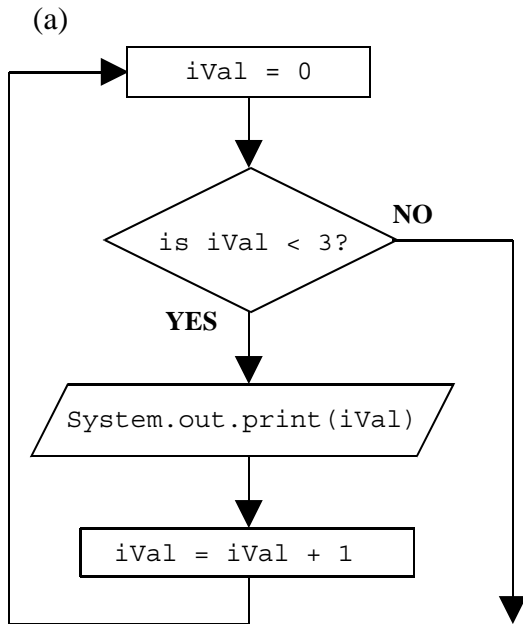 (a)
iVal = 0
is iVal < 3?
NO
YES
System.out.print(iVal)
iVal = iVal + 1